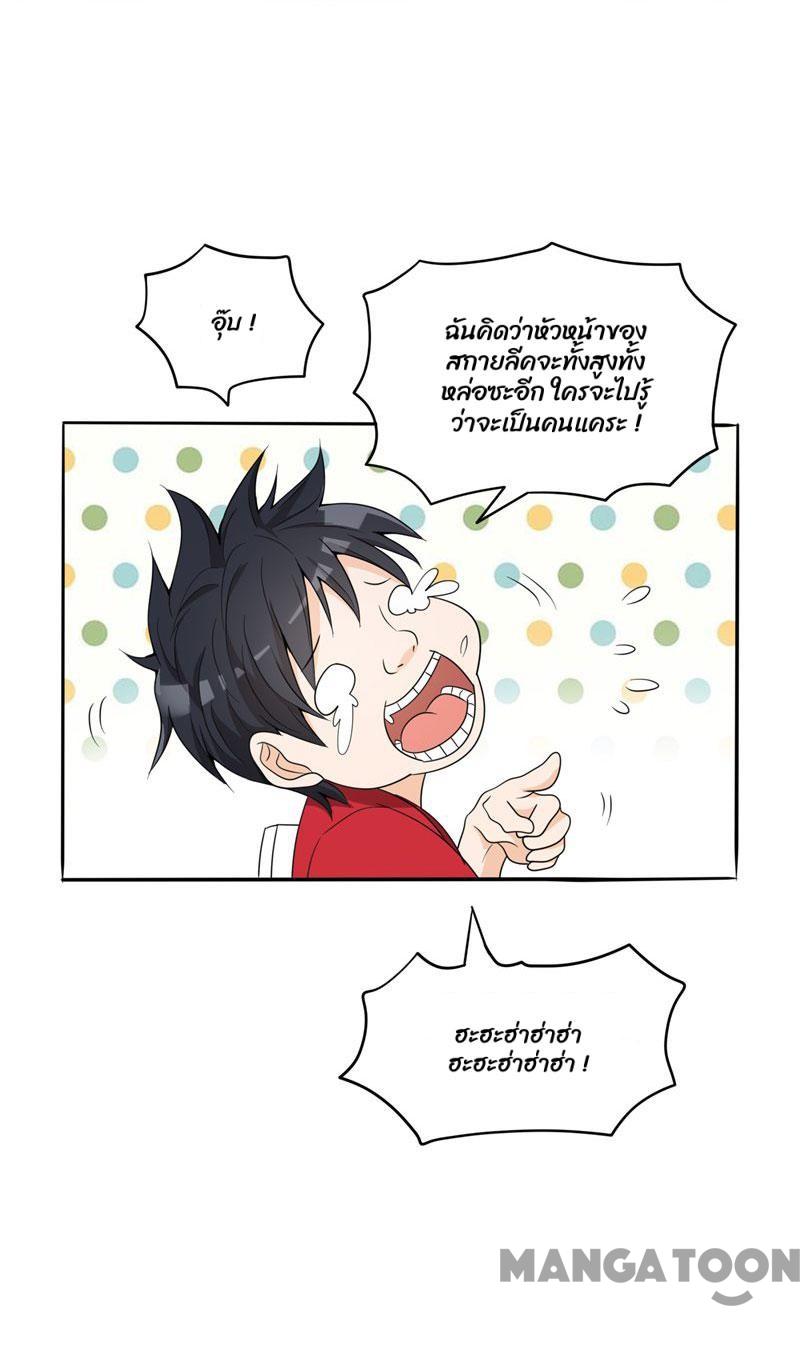 อุ๊บ !
ฉันคิดว่าหัวหน้าของ
สกายลีคจะทั้งสูงทั้ง
หล่อซะอีก ใครจะไปรู้
ว่าจะเป็นคนแคระ !
ฮะฮะฮ่าฮ่าฮ่า
ฮะฮะฮ่าฮ่าฮ่า !
MANGATOON